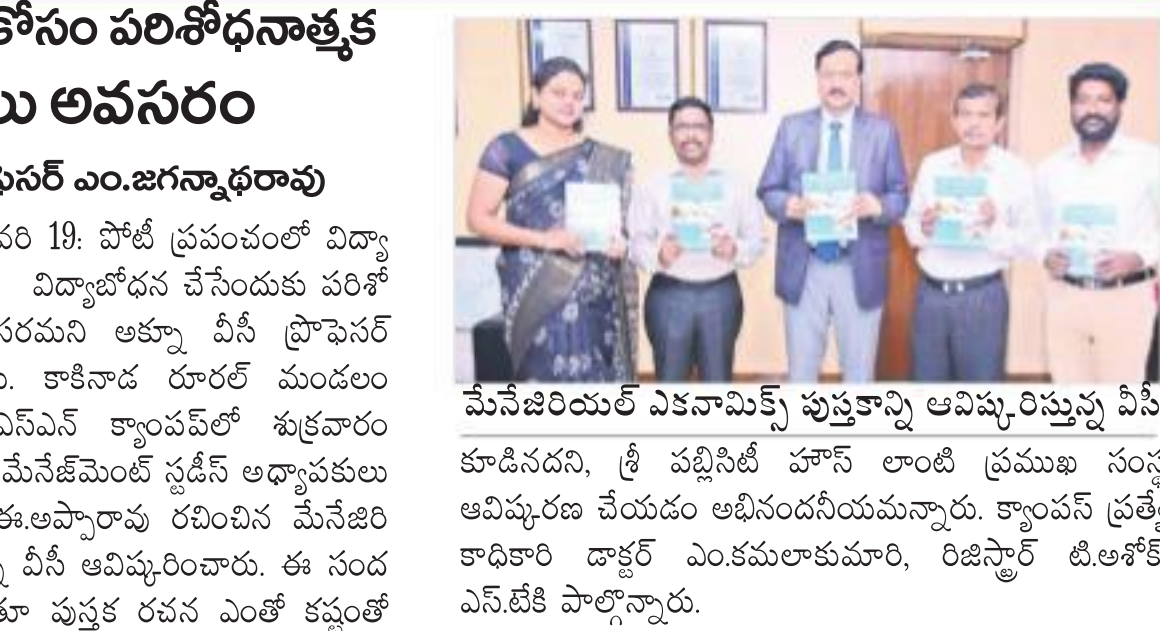 కోసం పరిశోధనాత్మక
లు అవసరం
ఫెసర్ ఎం.జగన్నాథరావు
వరి 19: పోటీ ప్రపంచంలో విద్యా
విద్యాబోధన చేసేందుకు పరిశో
సరమని అక్నూ వీసీ ప్రొఫెసర్
కాకినాడ రూరల్ మండలం
ఎస్ఎన్ క్యాంపస్‌లో శుక్రవారం
మేనేజ్‌మెంట్ స్టడీస్ అధ్యాపకులు
ఈ.అప్పారావు రచించిన మేనేజిరి
వీసీ ఆవిష్కరించారు. ఈ సంద
తూ పుస్తక రచన ఎంతో కష్టంతో
మేనేజిరియల్ ఎకనామిక్స్ పుస్తకాన్ని ఆవిష్కరిస్తున్న వీసీ
కూడినదని, శ్రీ పబ్లిసిటీ హౌస్ లాంటి ప్రముఖ సంస్థ
ఆవిష్కరణ చేయడం అభినందనీయమన్నారు. క్యాంపస్ ప్రత్యే
కాధికారి డాక్టర్ ఎం.కమలాకుమారి, రిజిస్ట్రార్ టి.అశోక్
ఎస్.టేకి పాల్గొన్నారు.